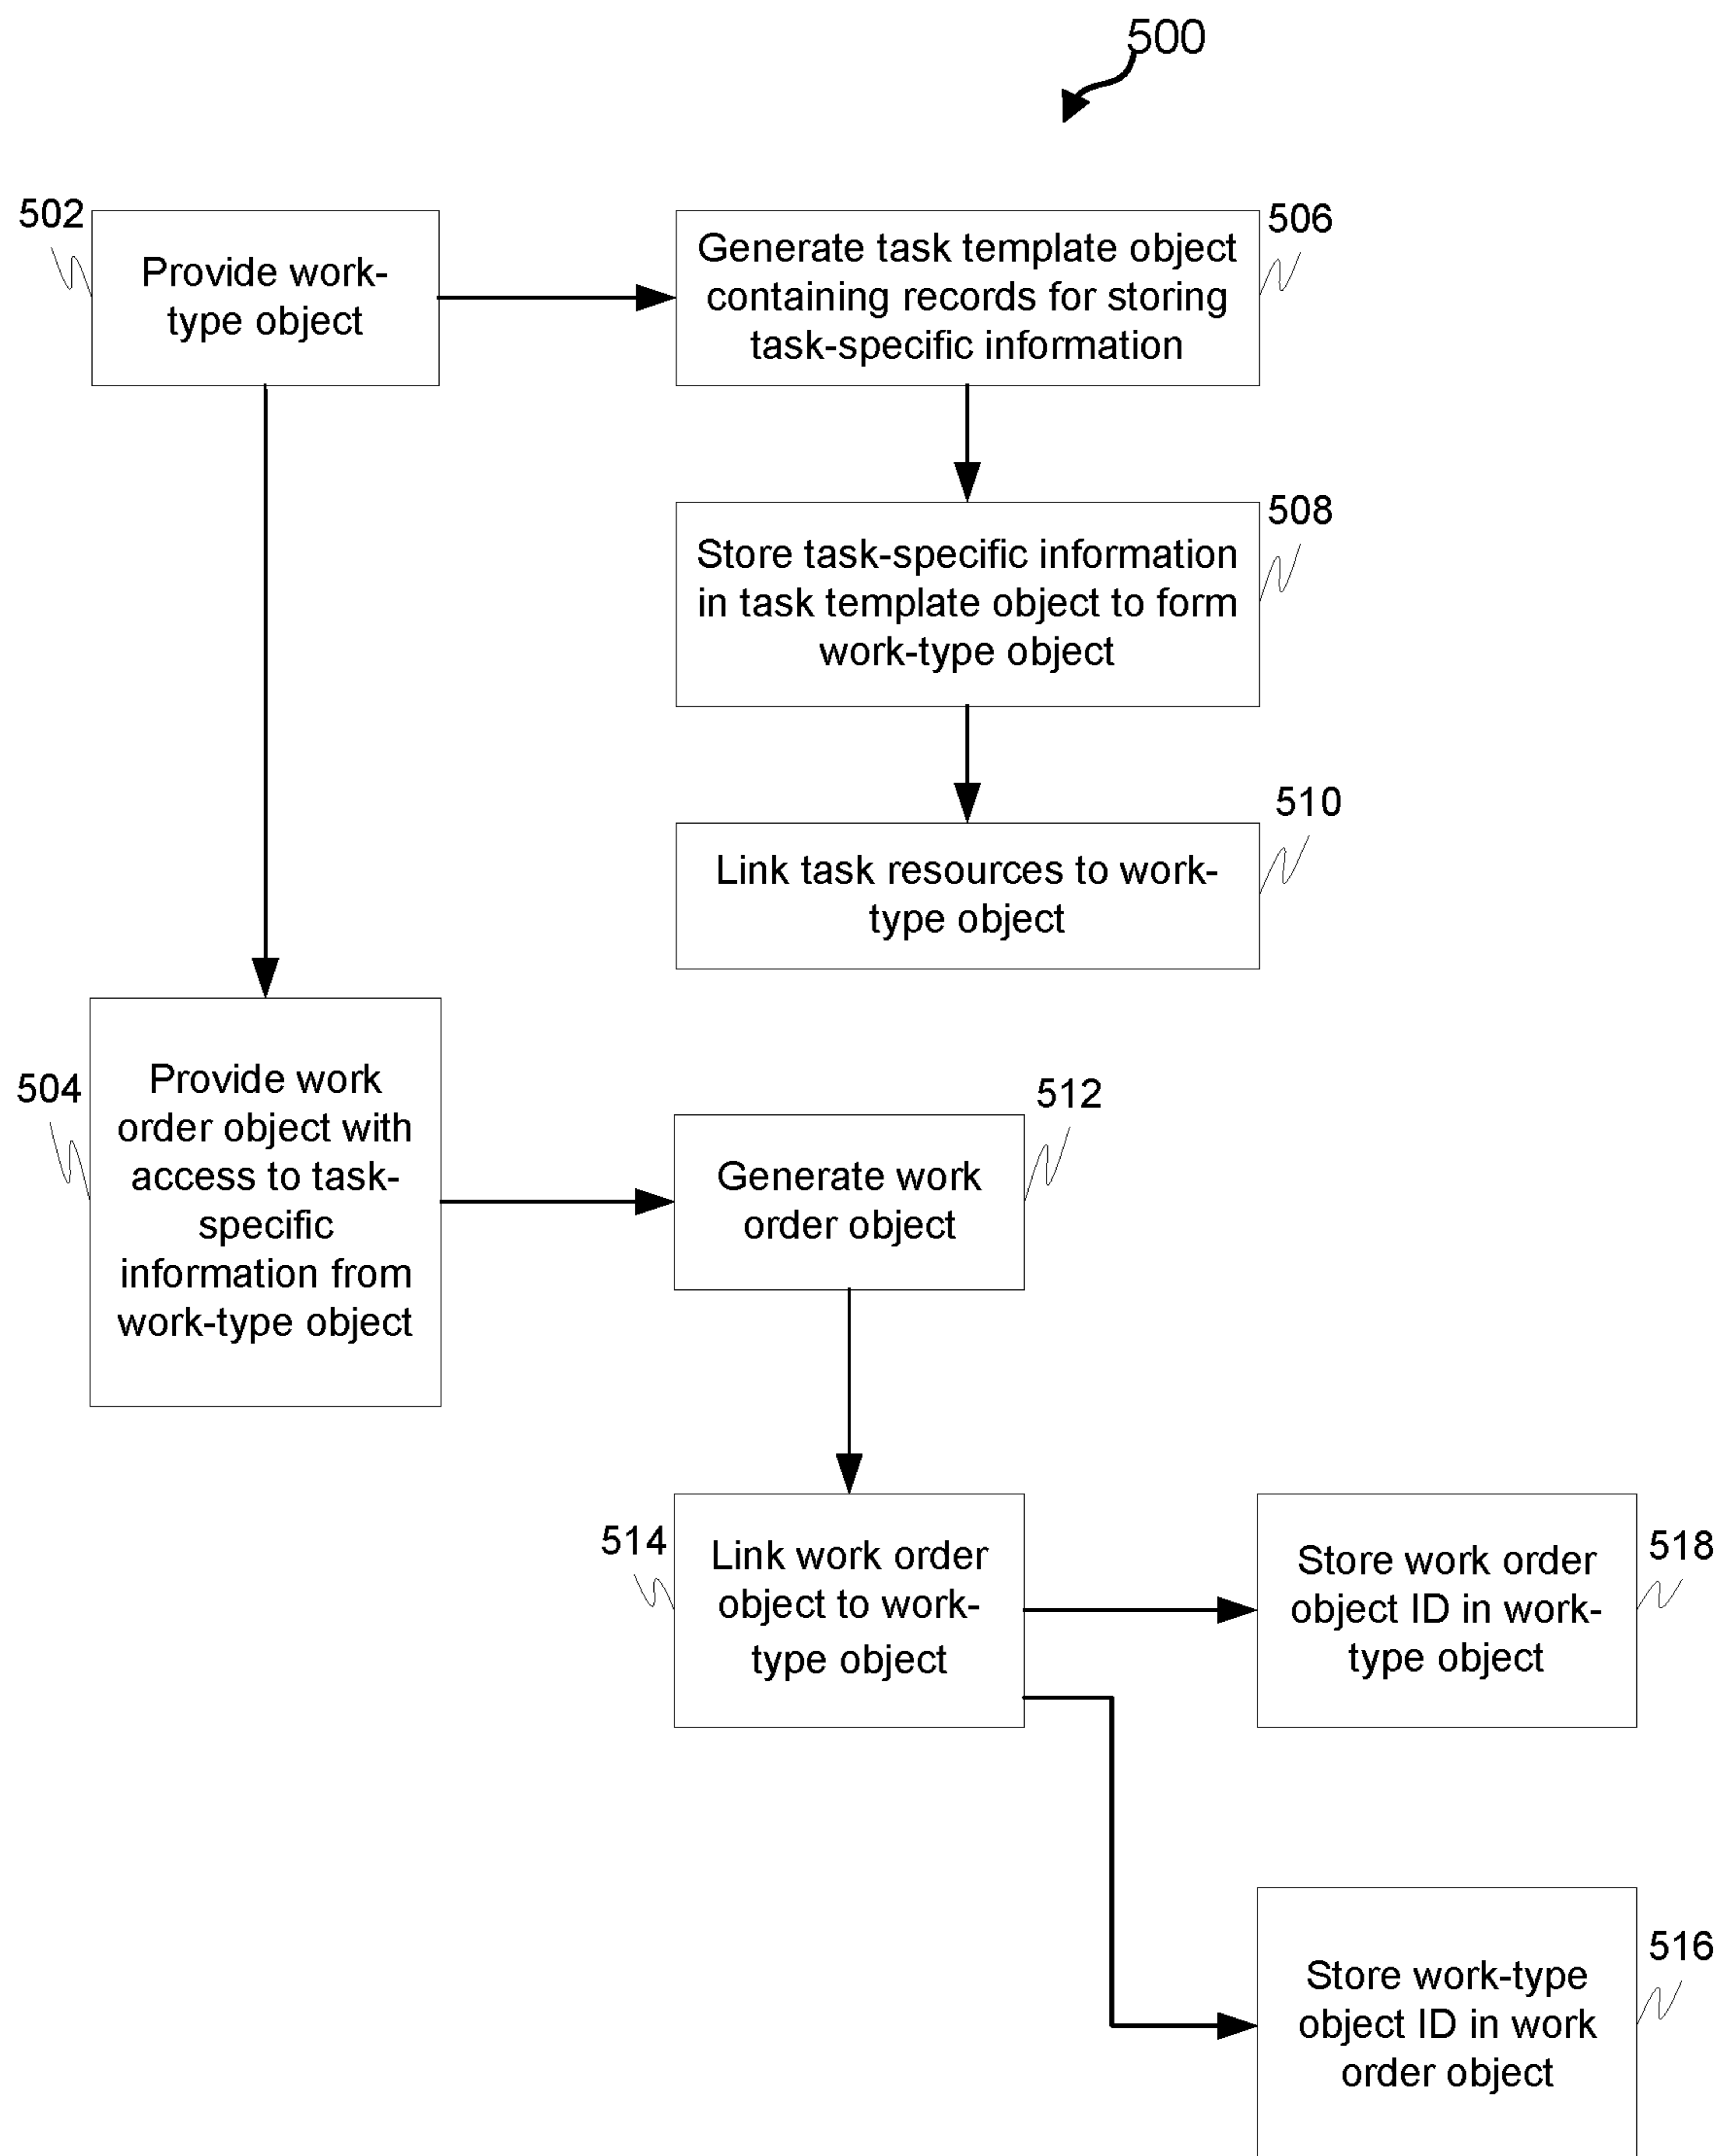 500
502
Provide work-
type object
506
Generate task template object
containing records for storing
task-specific information
508
Store task-specific information
in task template object to form
work-type object
510
Link task resources to work-
type object
504
Provide work
order object with
access to task-
specific
information from
work-type object
512
Generate work
order object
514
Link work order
object to work-
type object
518
Store work order
object ID in work-
type object
516
Store work-type
object ID in work
order object